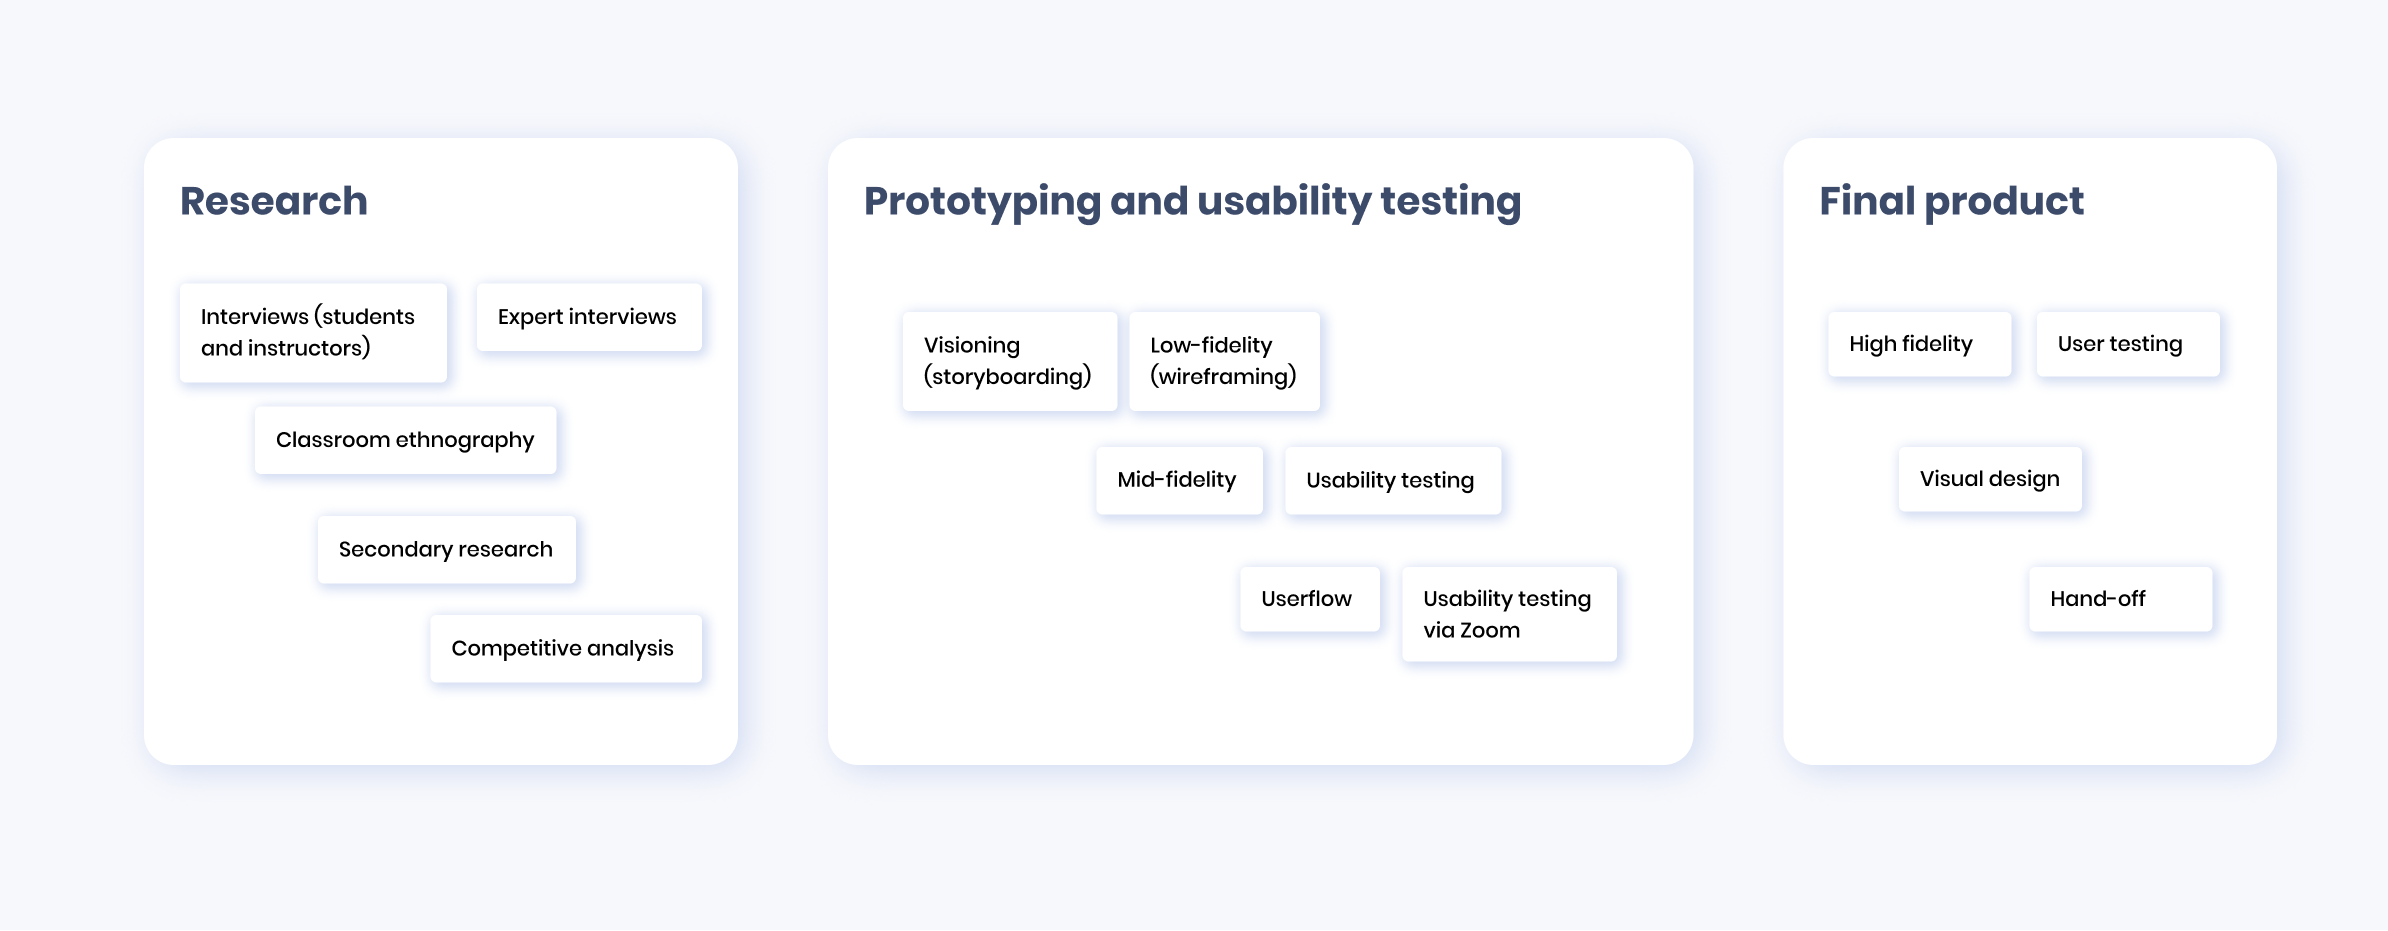 Research
Interviews (students
and instructors)
Expert interviews
Classroom ethnography
Secondary research
Competitive analysis
Prototyping and usability testing
Visioning
(storyboarding)
Low-fidelity
(wireframing)
Mid-fidelity
Usability testing
Userflow
Usability testing
via Zoom
Final product
High fidelity
User testing
Visual design
Hand-off